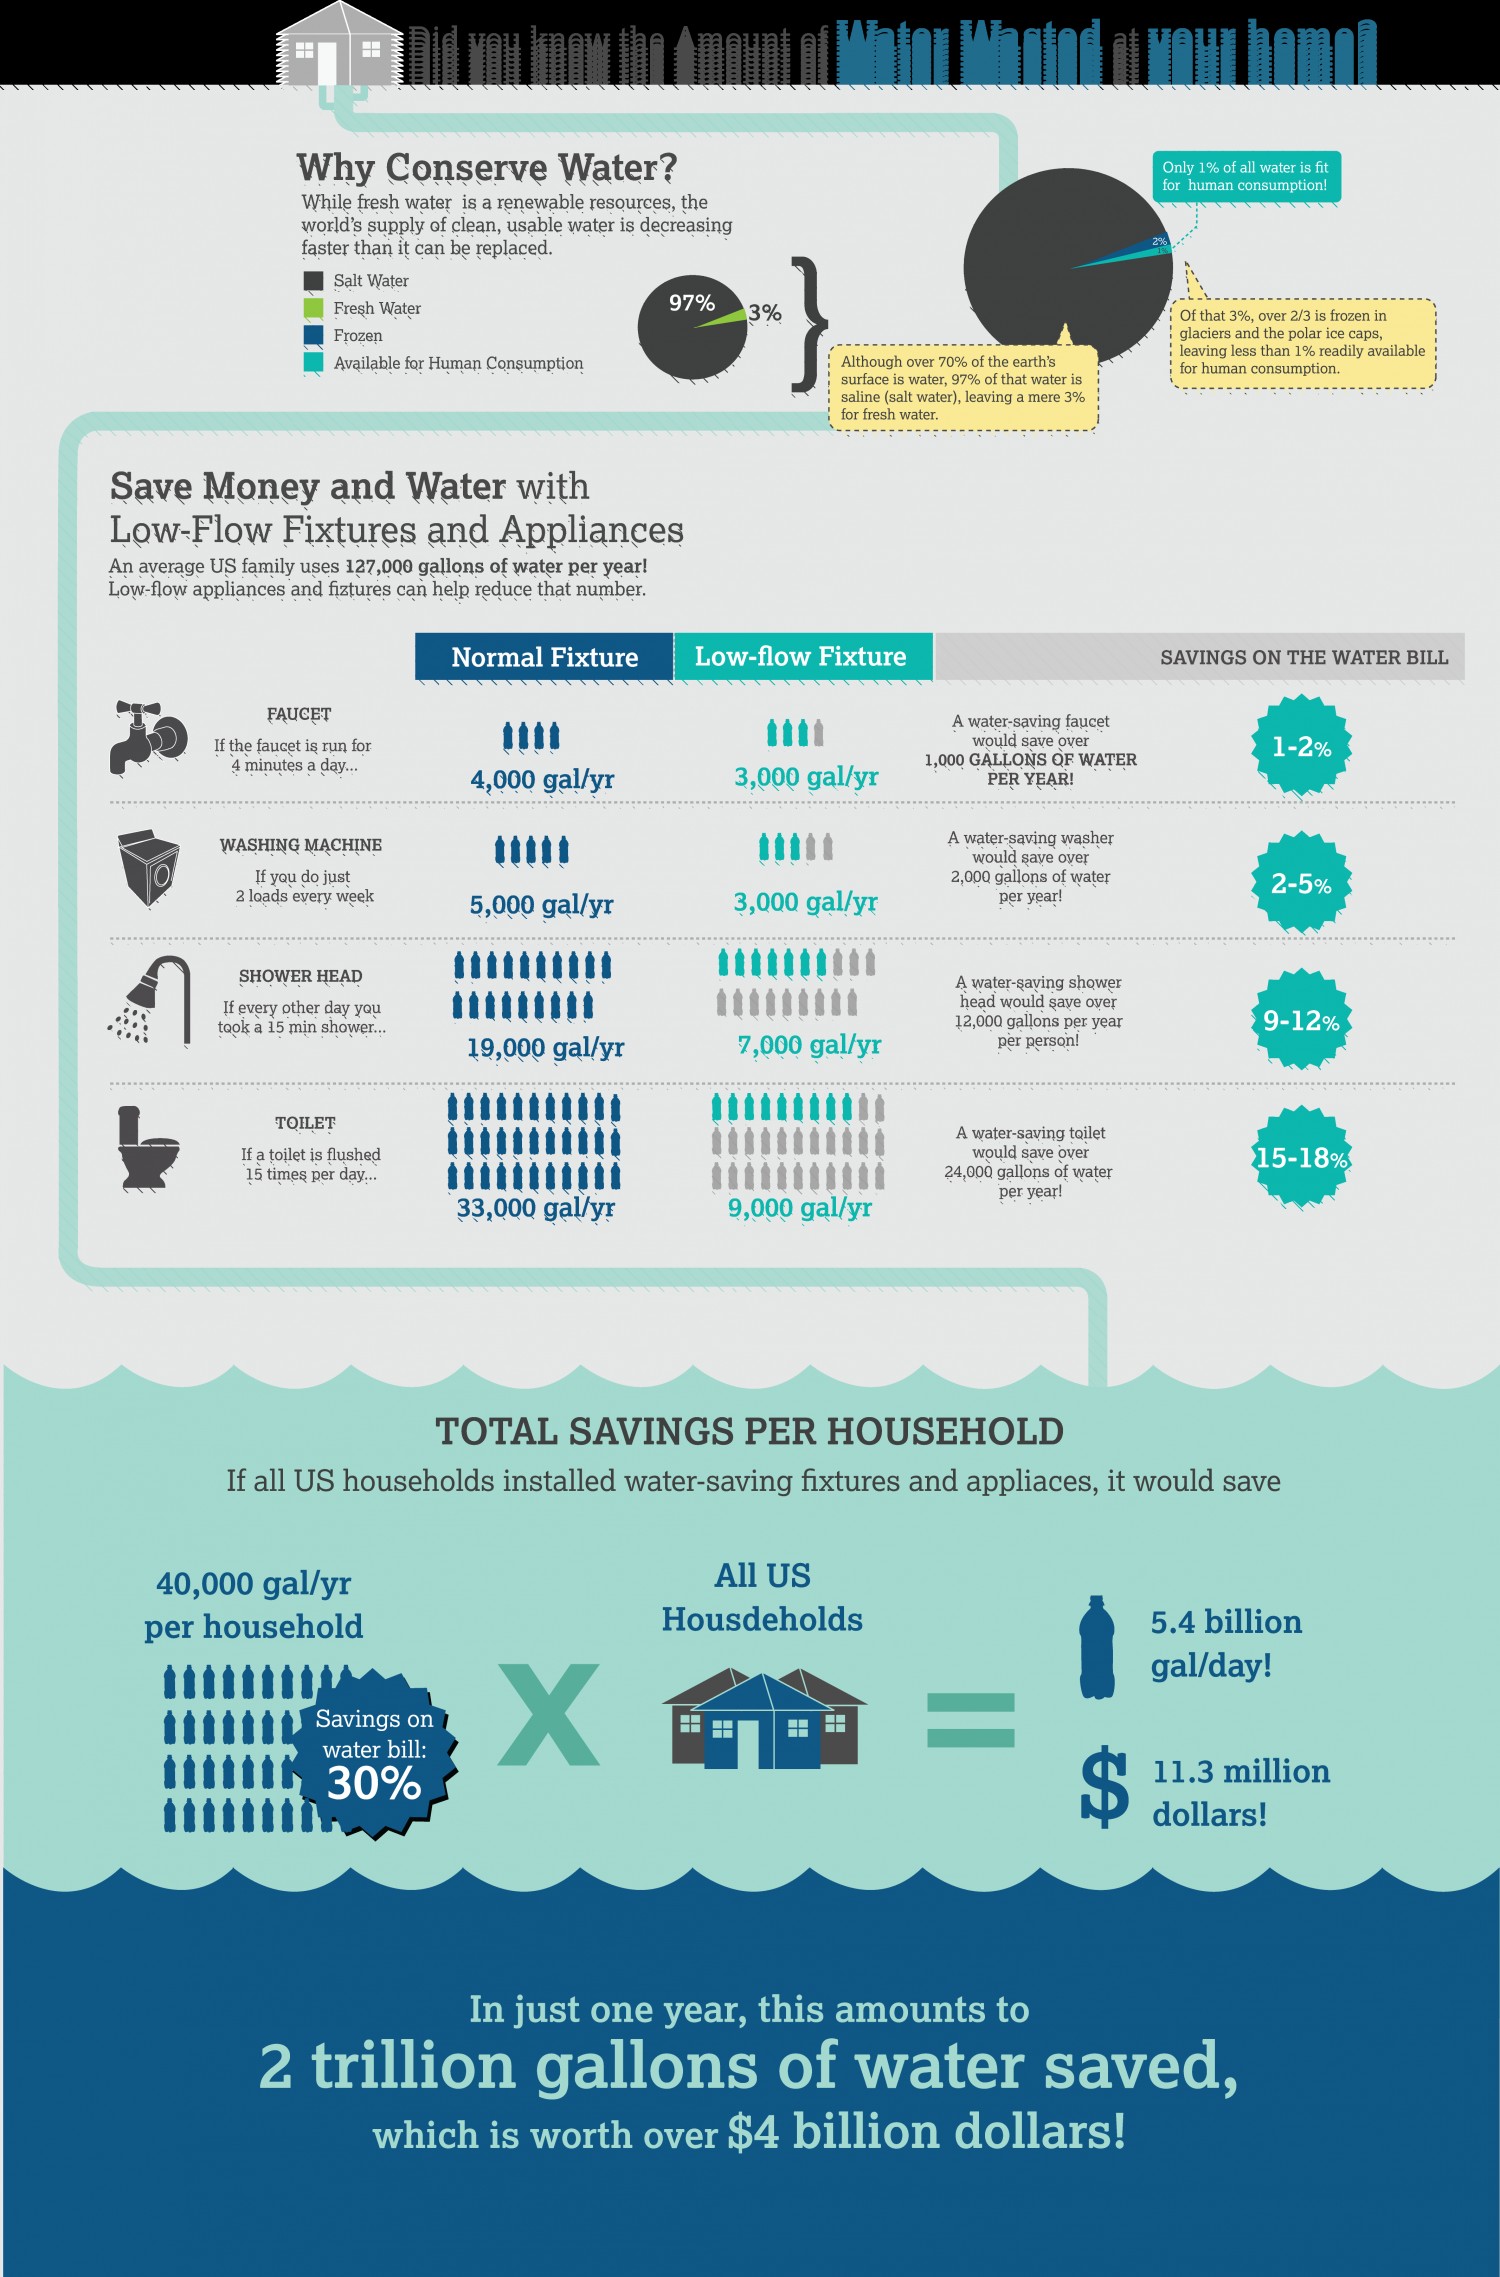 Did you know the Amount of Water Wasted at your home?
Why Conserve Water?
While fresh water is a renewable resources, the
world's supply of clean, usable water is decreasing
faster than it can be replaced.
Salt Water
Fresh Water
Frozen
Available for Human Consumption
97%
3%
2%
1%
Only 1% of all water is fit
for human consumption!
Of that 3%, over 2/3 is frozen in
glaciers and the polar ice caps,
leaving less than 1% readily available
for human consumption.
Although over 70% of the earth's
surface is water, 97% of that water is
saline (salt water), leaving a mere 3%
for fresh water.
Save Money and Water with
Low-Flow Fixtures and Appliances
An average US family uses 127,000 gallons of water per year!
Low-flow appliances and fiztures can help reduce that number.
Normal Fixture
Low-flow Fixture
SAVINGS ON THE WATER BILL
FAUCET
If the faucet is run for
4 minutes a day...
4,000 gal/yr
3,000 gal/yr
A water-saving faucet
would save over
1,000 GALLONS OF WATER
PER YEAR!
1-2%
WASHING MACHINE
If you do just
2 loads every week
5,000 gal/yr
3,000 gal/yr
A water-saving washer
would save over
2,000 gallons of water
per year!
2-5%
SHOWER HEAD
If every other day you
took a 15 min shower...
19,000 gal/yr
7,000 gal/yr
A water-saving shower
head would save over
12,000 gallons per year
per person!
9-12%
TOILET
If a toilet is flushed
15 times per day...
33,000 gal/yr
9,000 gal/yr
A water-saving toilet
would save over
24,000 gallons of water
per year!
15-18%
TOTAL SAVINGS PER HOUSEHOLD
If all US households installed water-saving fixtures and appliaces, it would save
40,000 gal/yr
per household
Savings on
water bill:
30%
X
All US
Housdeholds
=
5.4 billion
gal/day!
$
11.3 million
dollars!
In just one year, this amounts to
2 trillion gallons of water saved,
which is worth over $4 billion dollars!